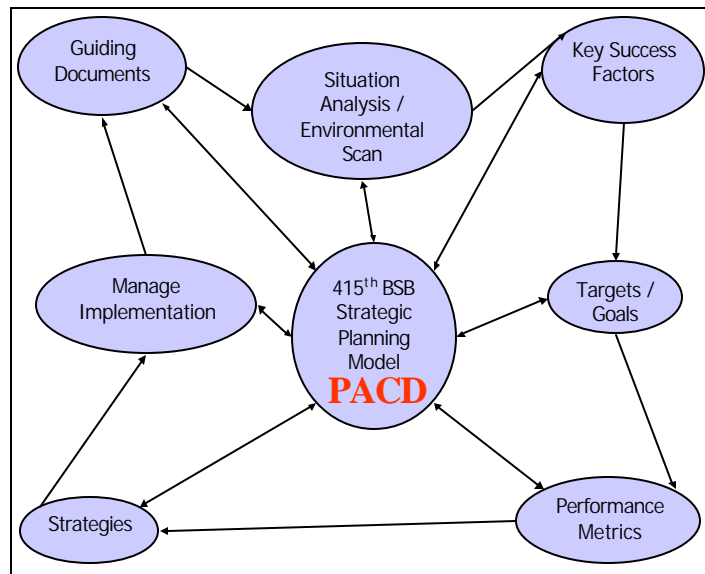 Guiding
Documents
Situation
Analysis /
Environmental
Scan
Key Success
Factors
Manage
Implementation
415th BSB
Strategic
Planning
Model
PACD
Targets /
Goals
Strategies
Performance
Metrics